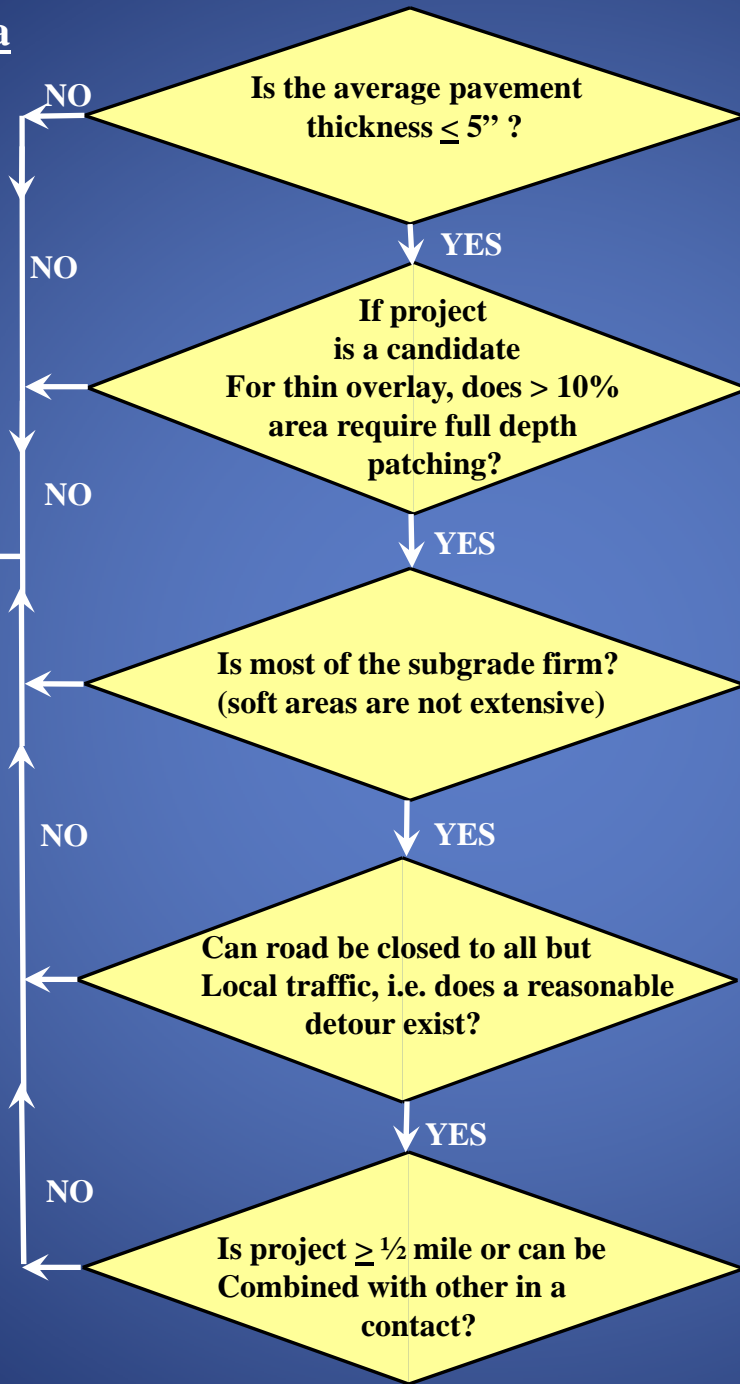 a
NO
Is the average pavement
thickness ≤ 5” ?
YES
NO
If project
is a candidate
For thin overlay, does > 10%
area require full depth
patching?
NO
YES
Is most of the subgrade firm?
(soft areas are not extensive)
NO
YES
Can road be closed to all but
Local traffic, i.e. does a reasonable
detour exist?
YES
NO
Is project ≥ ½ mile or can be
Combined with other in a
contact?